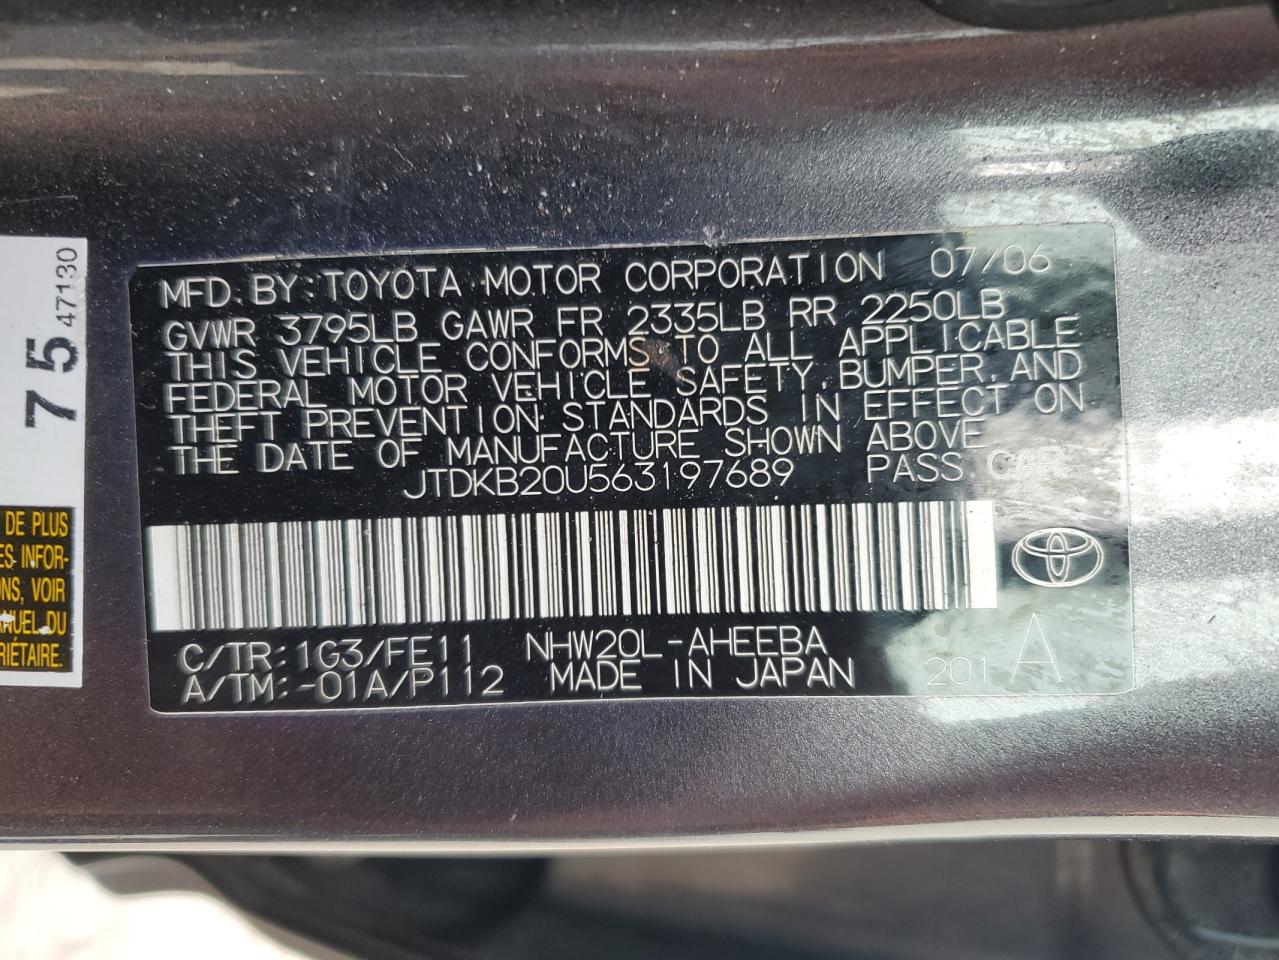 MFD. BY: TOYOTA MOTOR CORPORATION 07/06
GVWR 3795LB GAWR FR 2335LB RR 2250LB
THIS VEHICLE CONFORMS TO ALL APPLICABLE
FEDERAL MOTOR VEHICLE SAFETY, BUMPER, AND
THEFT PREVENTION STANDARDS IN EFFECT ON
THE DATE OF MANUFACTURE SHOWN ABOVE
JTDKB20U563197689 PASS CAR
C/TR: 1G3/FE11 NHW20L-AHEEBA
A/TM: -01A/P112 MADE IN JAPAN 201 A
75 47130
DE PLUS
ES INFOR-
ONS, VOIR
ANUEL DU
RIÉTAIRE.